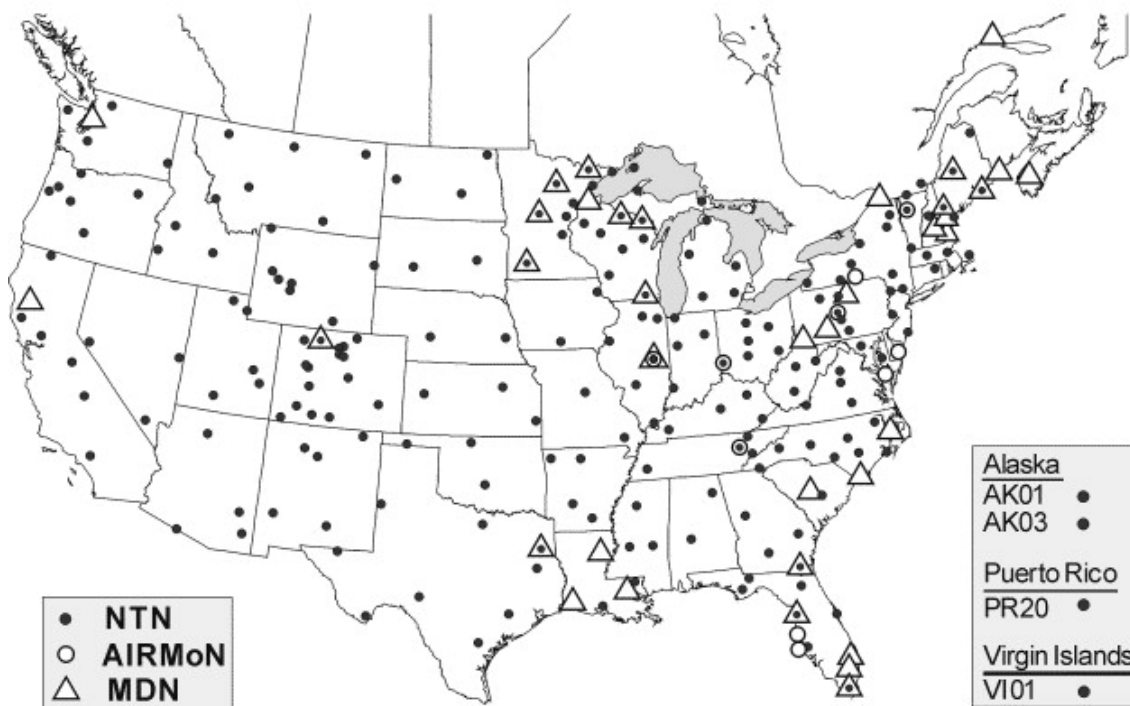 NTN
AIRMoN
MDN
Alaska
AK01
AK03
Puerto Rico
PR20
Virgin Islands
VI01